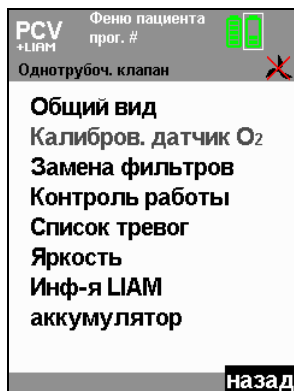 PCV
+LIAM
Феню пациента
прог. #
Однотрубоч. клапан
Общий вид
Калибров. датчик O2
Замена фильтров
Контроль работы
Список тревог
Яркость
Инф-я LIAM
аккумулятор
назад